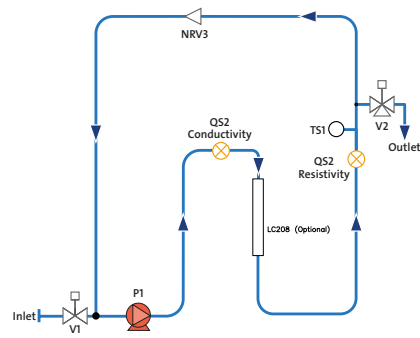 NRV3
QS2
Conductivity
TS1
V2
Outlet
QS2
Resistivity
LC208 (Optional)
P1
Inlet
V1